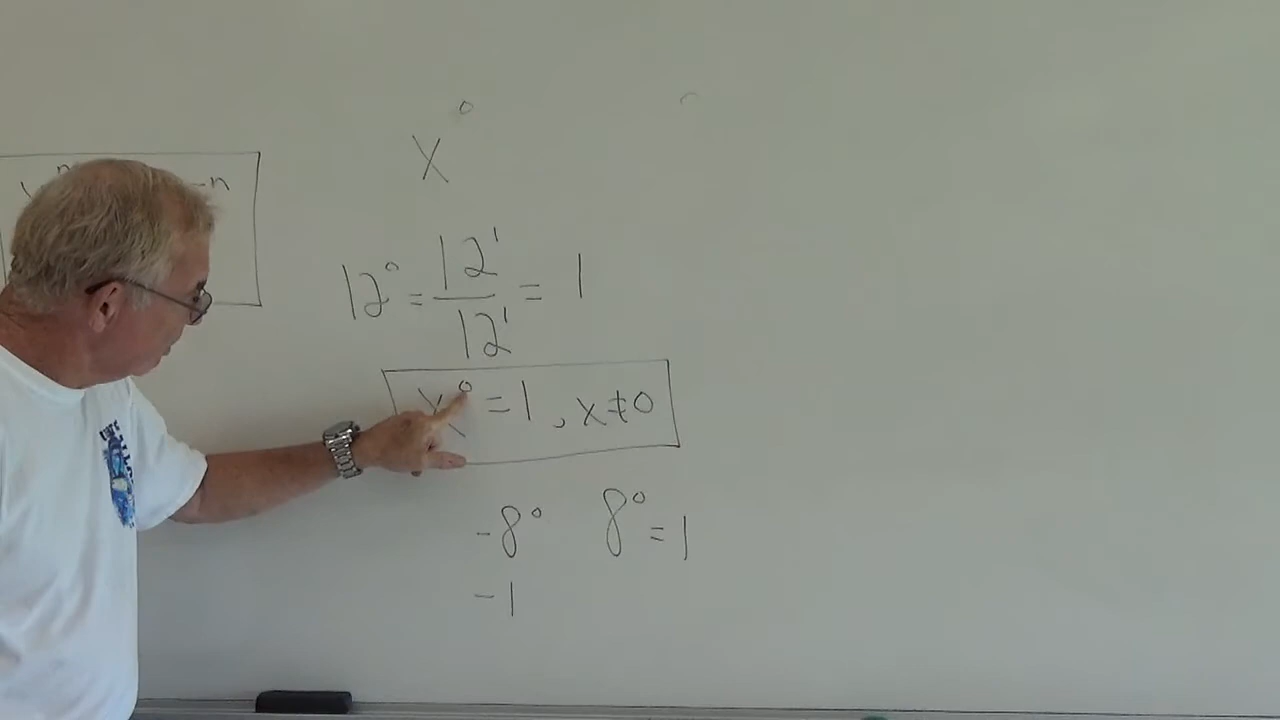 x⁰
12⁰ = 12¹/12¹ = 1
x⁰ = 1, x ≠ 0
-8⁰ 8⁰ = 1
-1